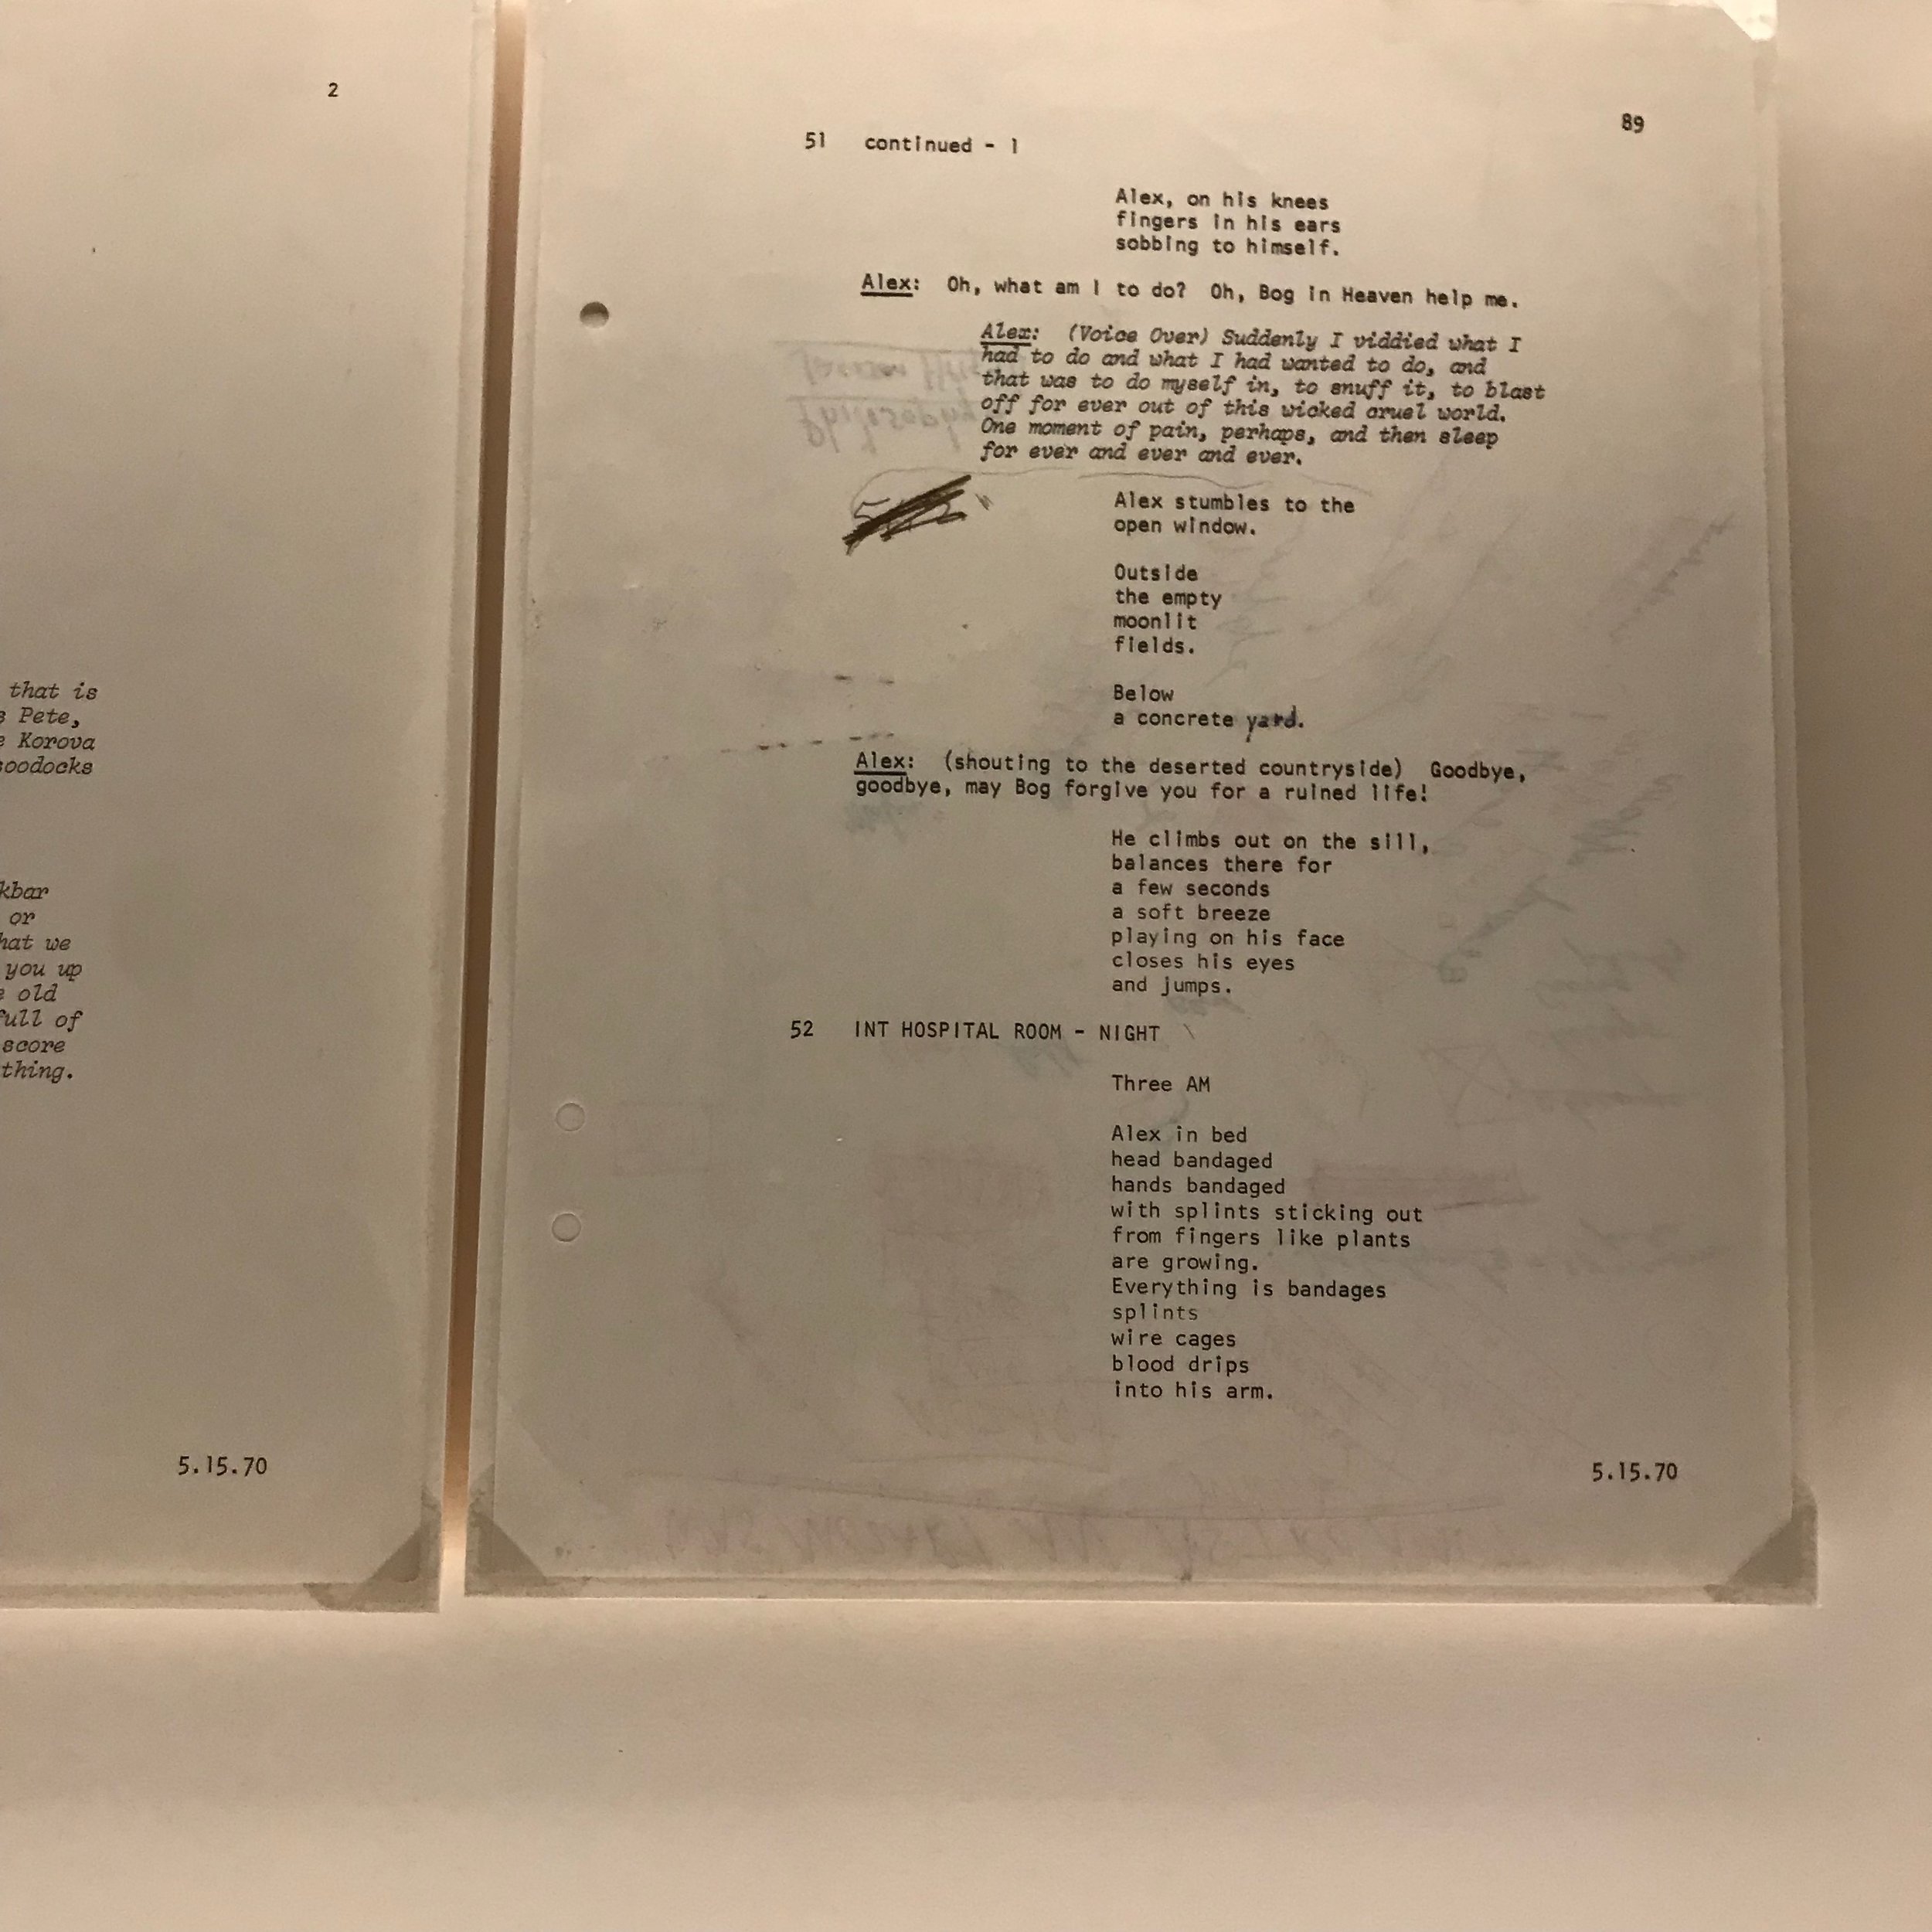 2
that is
Pete,
Korova
kbar
or
we
you up
old
of
score
thing.
5.15.70
89
51 continued - 1
Alex, on his knees
fingers in his ears
sobbing to himself.
Alex: Oh, what am I to do? Oh, Bog in Heaven help me.
Alex: (Voice Over) Suddenly I viddied what I
had to do and what I had wanted to do, and
that was to do myself in, to snuff it, to blast
off for ever out of this wicked cruel world.
One moment of pain, perhaps, and then sleep
for ever and ever and ever.
Alex stumbles to the
open window.
Outside
the empty
moonlit
fields.
Below
a concrete yard.
Alex: (shouting to the deserted countryside) Goodbye,
goodbye, may Bog forgive you for a ruined life!
He climbs out on the sill,
balances there for
a few seconds
a soft breeze
playing on his face
closes his eyes
and jumps.
52 INT HOSPITAL ROOM - NIGHT
Three AM
Alex in bed
head bandaged
hands bandaged
with splints sticking out
from fingers like plants
are growing.
Everything is bandages
splints
wire cages
blood drips
into his arm.
5.15.70